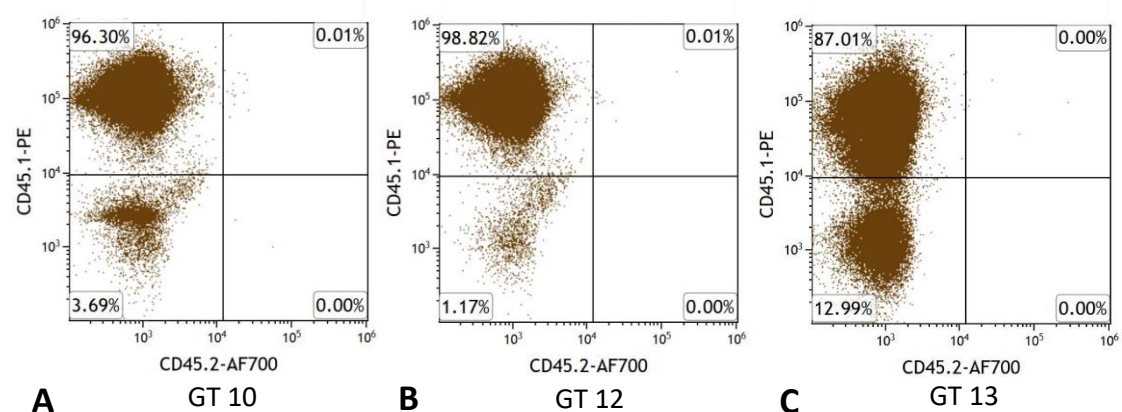 96.30% 0.01%
3.69% 0.00%
10⁶
10⁵
10⁴
10³
CD45.1-PE
10³ 10⁴ 10⁵ 10⁶
CD45.2-AF700
A GT 10
98.82% 0.01%
1.17% 0.00%
10⁶
10⁵
10⁴
10³
CD45.1-PE
10³ 10⁴ 10⁵ 10⁶
CD45.2-AF700
B GT 12
87.01% 0.00%
12.99% 0.00%
10⁶
10⁵
10⁴
10³
CD45.1-PE
10³ 10⁴ 10⁵ 10⁶
CD45.2-AF700
C GT 13